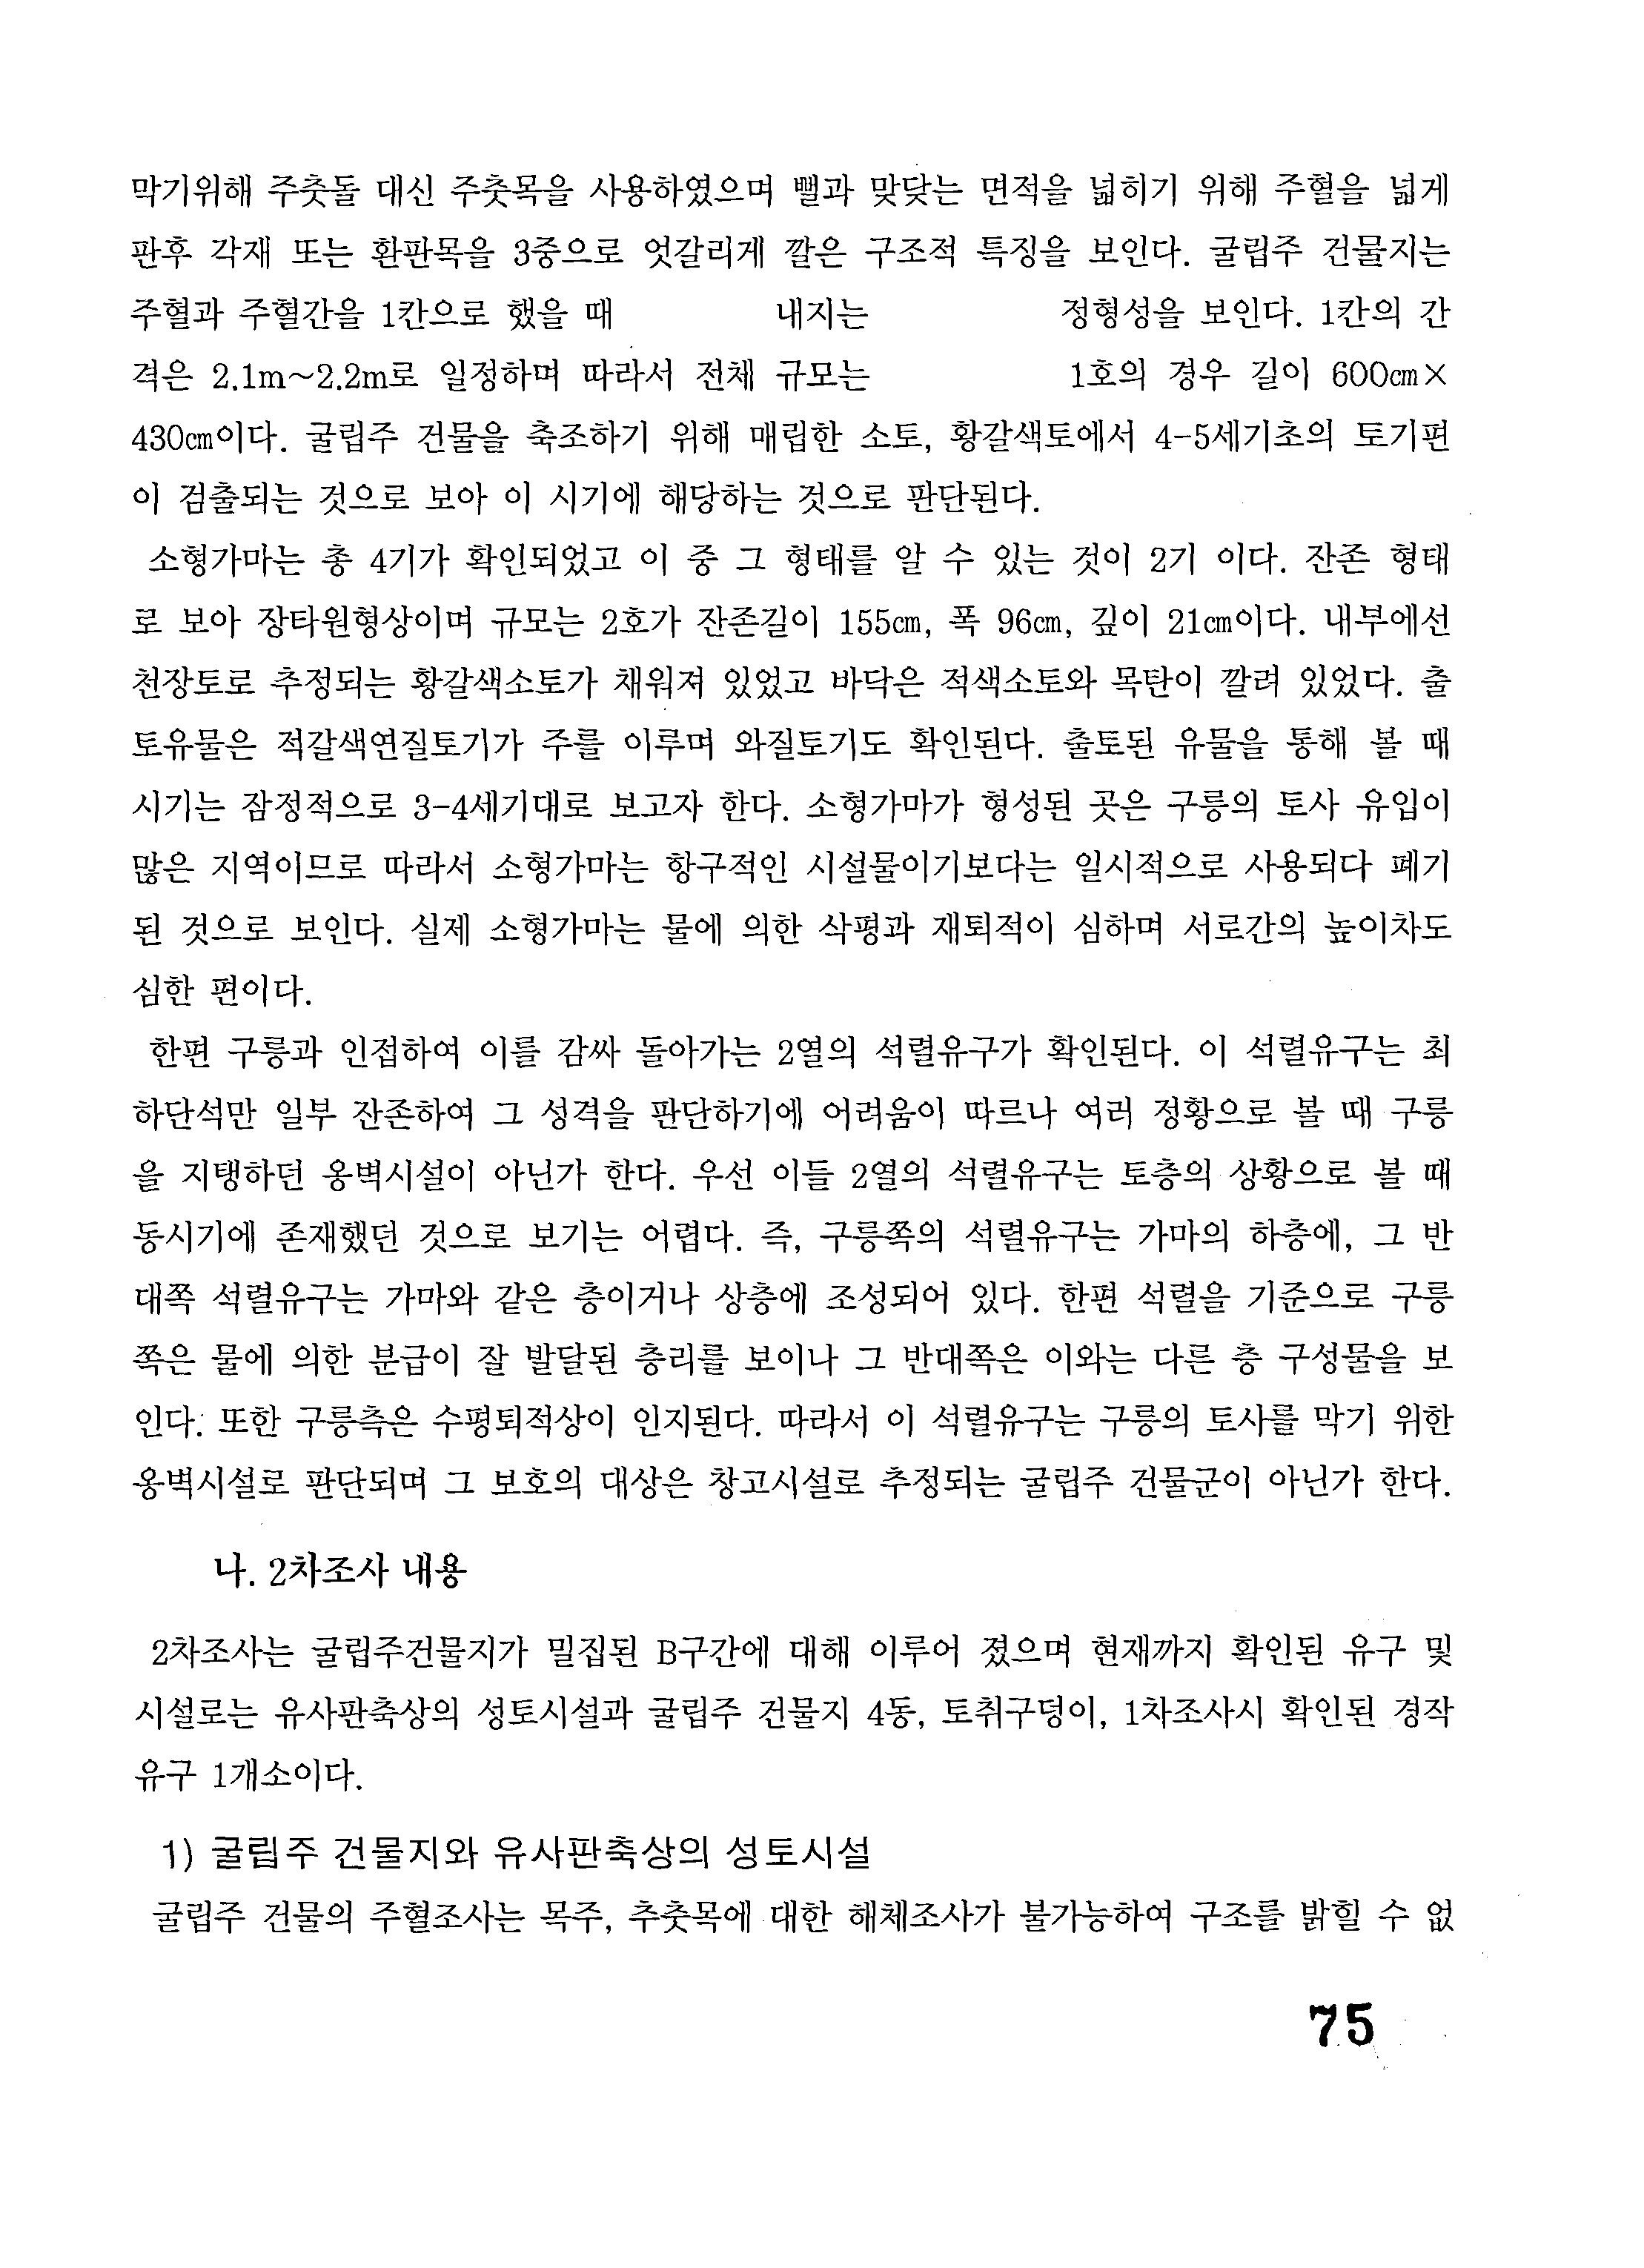 막기위해 주춧돌 대신 주춧목을 사용하였으며 뻘과 맞닿는 면적을 넓히기 위해 주혈을 넓게
판후 각재 또는 환판목을 3중으로 엇갈리게 깔은 구조적 특징을 보인다. 굴립주 건물지는
주혈과 주혈간을 1칸으로 했을 때 내지는 정형성을 보인다. 1칸의 간
격은 2.1m~2.2m로 일정하며 따라서 전체 규모는 1호의 경우 길이 600㎝×
430㎝이다. 굴립주 건물을 축조하기 위해 매립한 소토, 황갈색토에서 4-5세기초의 토기편
이 검출되는 것으로 보아 이 시기에 해당하는 것으로 판단된다.
소형가마는 총 4기가 확인되었고 이 중 그 형태를 알 수 있는 것이 2기 이다. 잔존 형태
로 보아 장타원형상이며 규모는 2호가 잔존길이 155㎝, 폭 96㎝, 깊이 21㎝이다. 내부에선
천장토로 추정되는 황갈색소토가 채워져 있었고 바닥은 적색소토와 목탄이 깔려 있었다. 출
토유물은 적갈색연질토기가 주를 이루며 와질토기도 확인된다. 출토된 유물을 통해 볼 때
시기는 잠정적으로 3-4세기대로 보고자 한다. 소형가마가 형성된 곳은 구릉의 토사 유입이
많은 지역이므로 따라서 소형가마는 항구적인 시설물이기보다는 일시적으로 사용되다 폐기
된 것으로 보인다. 실제 소형가마는 물에 의한 삭평과 재퇴적이 심하며 서로간의 높이차도
심한 편이다.
한편 구릉과 인접하여 이를 감싸 돌아가는 2열의 석렬유구가 확인된다. 이 석렬유구는 최
하단석만 일부 잔존하여 그 성격을 판단하기에 어려움이 따르나 여러 정황으로 볼 때 구릉
을 지탱하던 옹벽시설이 아닌가 한다. 우선 이들 2열의 석렬유구는 토층의 상황으로 볼 때
동시기에 존재했던 것으로 보기는 어렵다. 즉, 구릉쪽의 석렬유구는 가마의 하층에, 그 반
대쪽 석렬유구는 가마와 같은 층이거나 상층에 조성되어 있다. 한편 석렬을 기준으로 구릉
쪽은 물에 의한 분급이 잘 발달된 층리를 보이나 그 반대쪽은 이와는 다른 층 구성물을 보
인다. 또한 구릉측은 수평퇴적상이 인지된다. 따라서 이 석렬유구는 구릉의 토사를 막기 위한
옹벽시설로 판단되며 그 보호의 대상은 창고시설로 추정되는 굴립주 건물군이 아닌가 한다.
나. 2차조사 내용
2차조사는 굴립주건물지가 밀집된 B구간에 대해 이루어 졌으며 현재까지 확인된 유구 및
시설로는 유사판축상의 성토시설과 굴립주 건물지 4동, 토취구덩이, 1차조사시 확인된 경작
유구 1개소이다.
1) 굴립주 건물지와 유사판축상의 성토시설
굴립주 건물의 주혈조사는 목주, 추춧목에 대한 해체조사가 불가능하여 구조를 밝힐 수 없
75